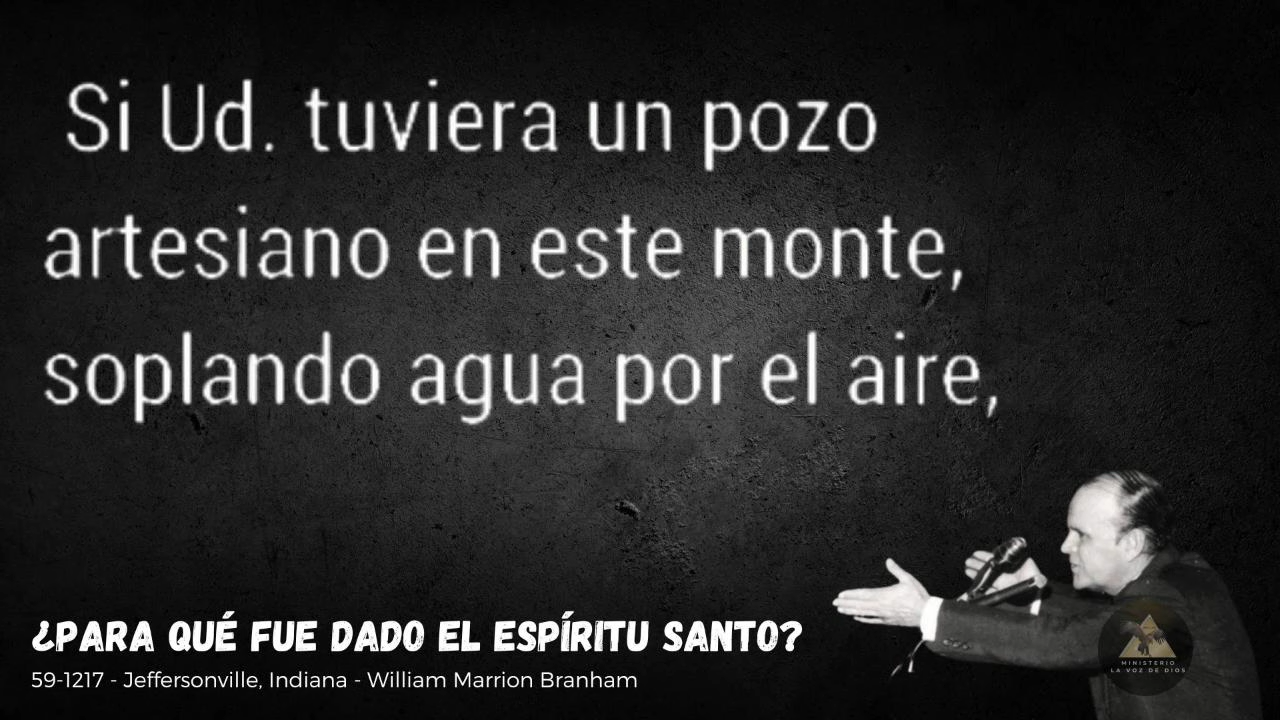 Si Ud. tuviera un pozo
artesiano en este monte,
soplando agua por el aire,
¿PARA QUÉ FUE DADO EL ESPÍRITU SANTO?
59-1217 - Jeffersonville, Indiana - William Marrion Branham
MINISTERIO
LA VOZ DE DIOS